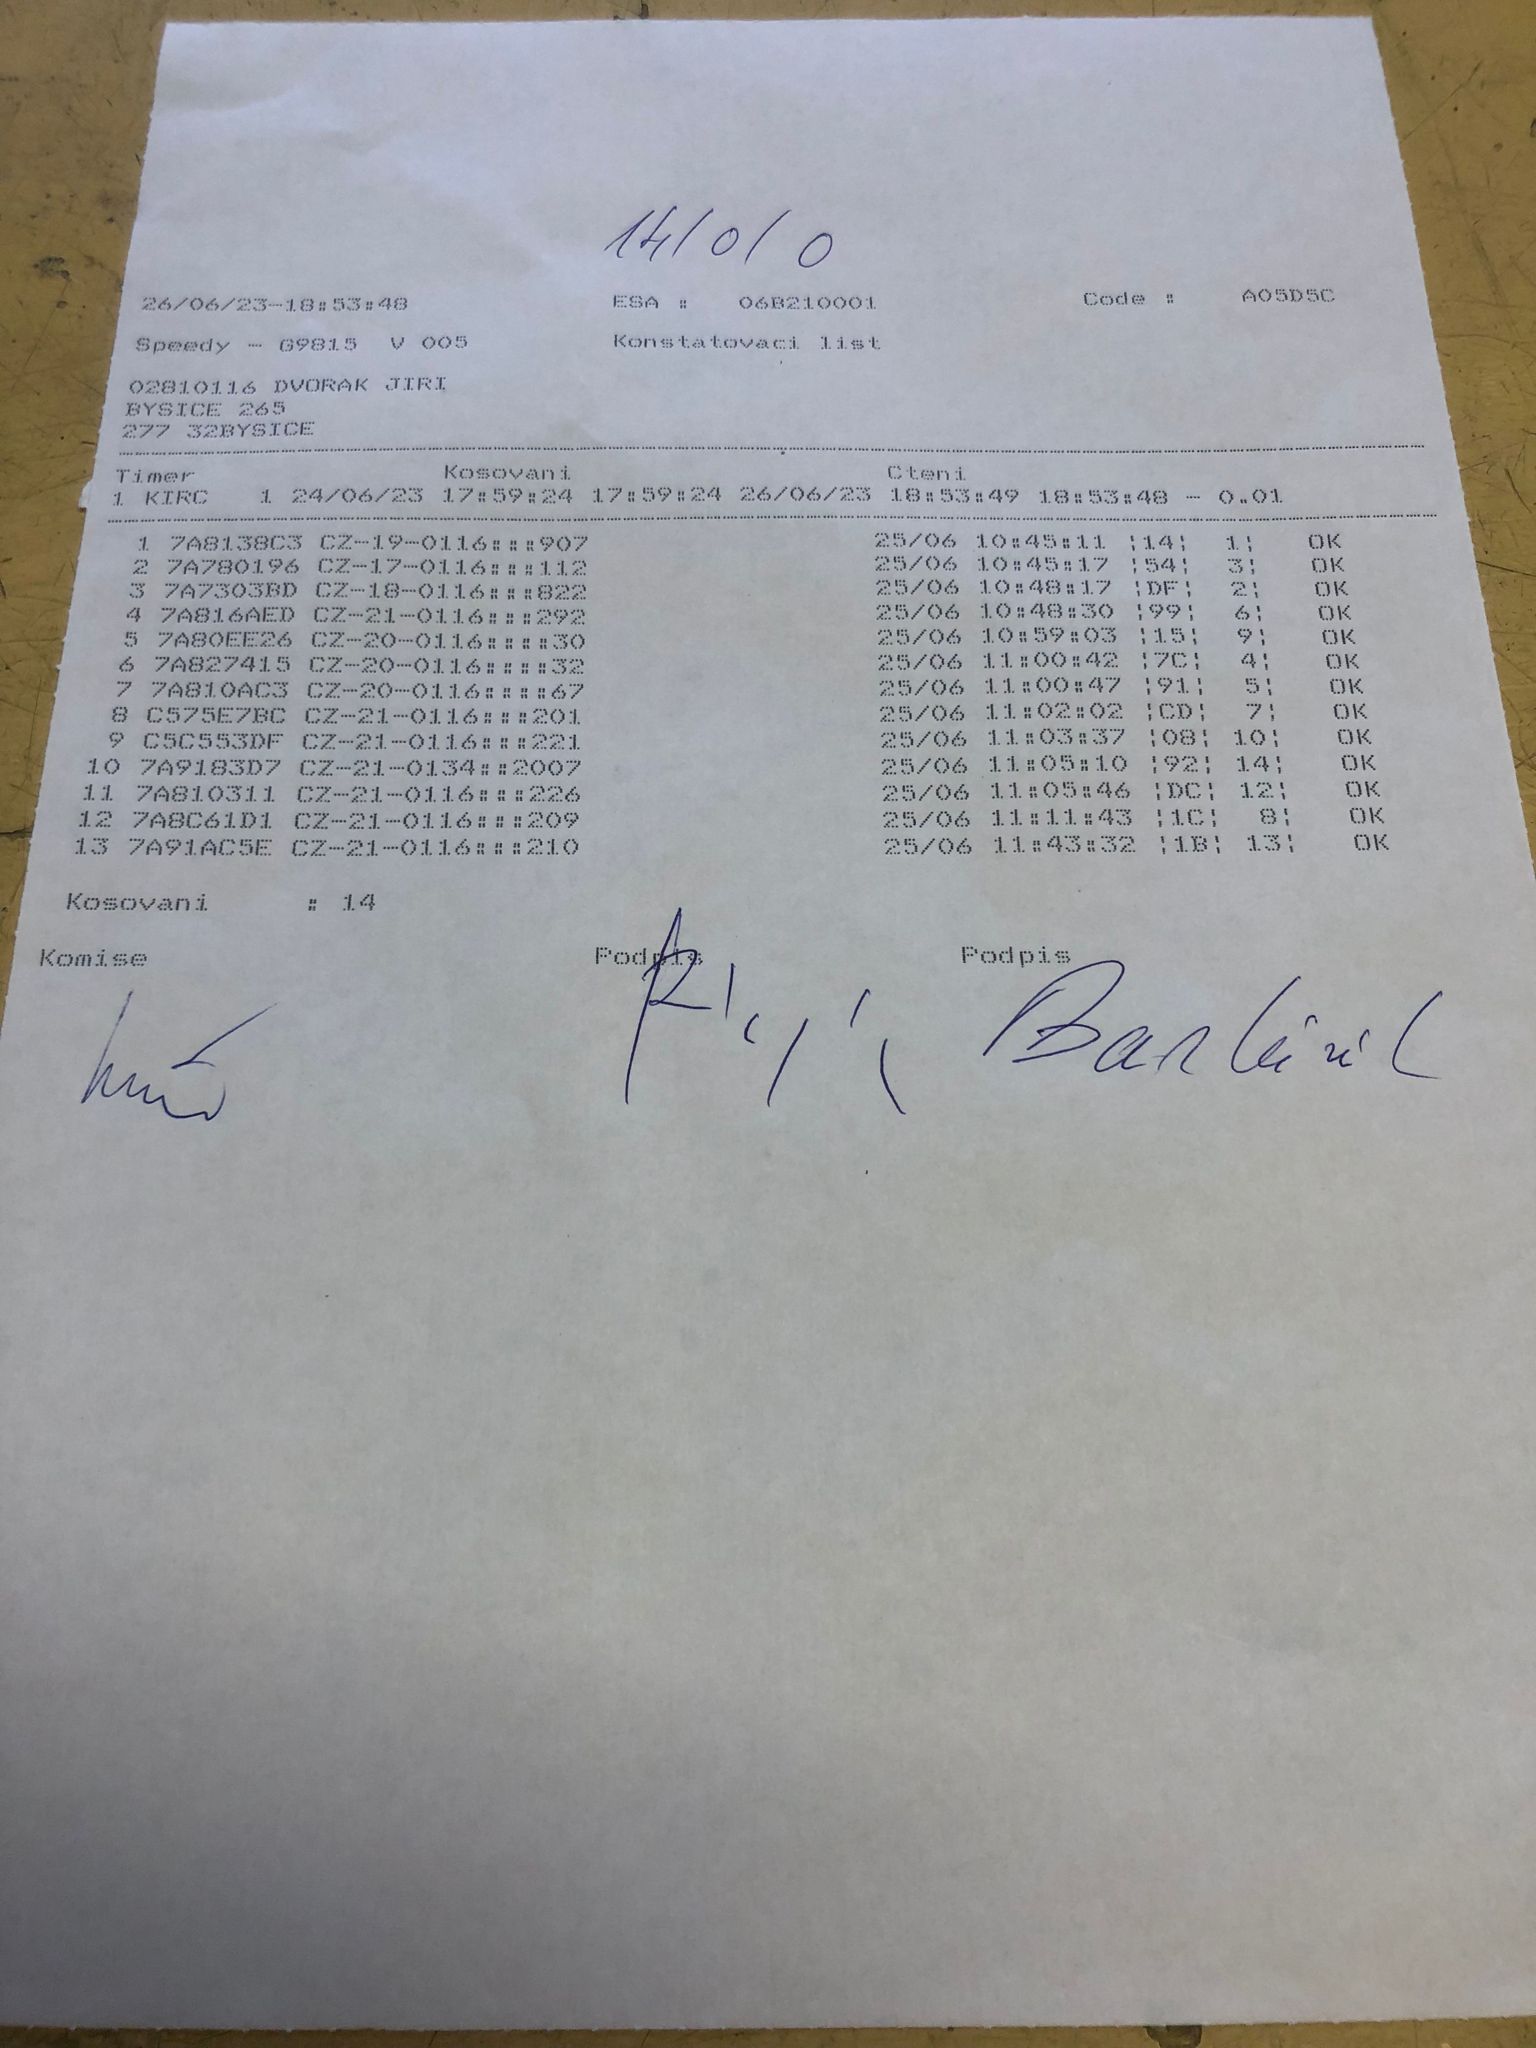 14/0/0
26/06/23-18:53:48 ESA : 06B210001 Code : A05D5C
Speedy - G9815 V 005 Konstatovaci list
02810116 DVORAK JIRI
BYSICE 265
277 32BYSICE
Timer Kosovani Cteni
1 KIRC 1 24/06/23 17:59:24 17:59:24 26/06/23 18:53:49 18:53:48 - 0.01
1 7A8138C3 CZ-19-0116:::907 25/06 10:45:11 ¦14¦ 1¦ OK
2 7A780196 CZ-17-0116:::112 25/06 10:45:17 ¦54¦ 3¦ OK
3 7A7303BD CZ-18-0116:::822 25/06 10:48:17 ¦DF¦ 2¦ OK
4 7A816AED CZ-21-0116:::292 25/06 10:48:30 ¦99¦ 6¦ OK
5 7A80EE26 CZ-20-0116::::30 25/06 10:59:03 ¦15¦ 9¦ OK
6 7A827415 CZ-20-0116::::32 25/06 11:00:42 ¦7C¦ 4¦ OK
7 7A810AC3 CZ-20-0116::::67 25/06 11:00:47 ¦91¦ 5¦ OK
8 C575E7BC CZ-21-0116:::201 25/06 11:02:02 ¦CD¦ 7¦ OK
9 C5C553DF CZ-21-0116:::221 25/06 11:03:37 ¦08¦ 10¦ OK
10 7A9183D7 CZ-21-0134::2007 25/06 11:05:10 ¦92¦ 14¦ OK
11 7A810311 CZ-21-0116:::226 25/06 11:05:46 ¦DC¦ 12¦ OK
12 7A8C61D1 CZ-21-0116:::209 25/06 11:11:43 ¦1C¦ 8¦ OK
13 7A91AC5E CZ-21-0116:::210 25/06 11:43:32 ¦1B¦ 13¦ OK
Kosovani : 14
Komise Podpis Podpis